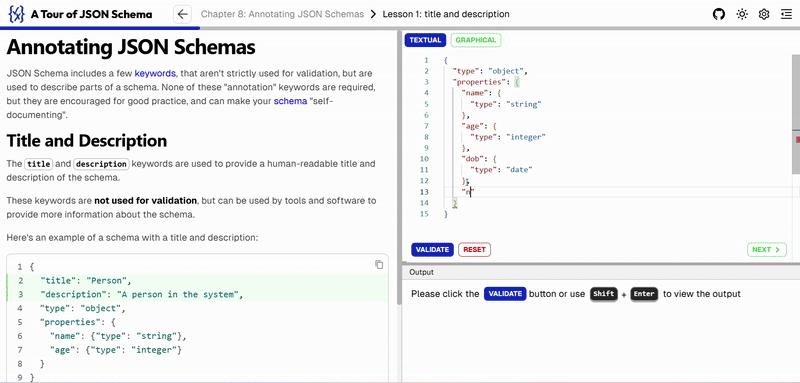 A Tour of JSON Schema
Chapter 8: Annotating JSON Schemas > Lesson 1: title and description
Annotating JSON Schemas
JSON Schema includes a few keywords, that aren't strictly used for validation, but are
used to describe parts of a schema. None of these "annotation" keywords are required,
but they are encouraged for good practice, and can make your schema "self-
documenting".
Title and Description
The title and description keywords are used to provide a human-readable title and
description of the schema.
These keywords are not used for validation, but can be used by tools and software to
provide more information about the schema.
Here's an example of a schema with a title and description:
1 {
2 "title": "Person",
3 "description": "A person in the system",
4 "type": "object",
5 "properties": {
6 "name": {"type": "string"},
7 "age": {"type": "integer"}
8 }
9 }
TEXTUAL GRAPHICAL
1 {
2 "type": "object",
3 "properties": {
4 "name": {
5 "type": "string"
6 },
7 "age": {
8 "type": "integer"
9 },
10 "dob": {
11 "type": "date"
12 },
13 "n"
14 }
15 }
VALIDATE RESET NEXT >
Output
Please click the VALIDATE button or use Shift + Enter to view the output